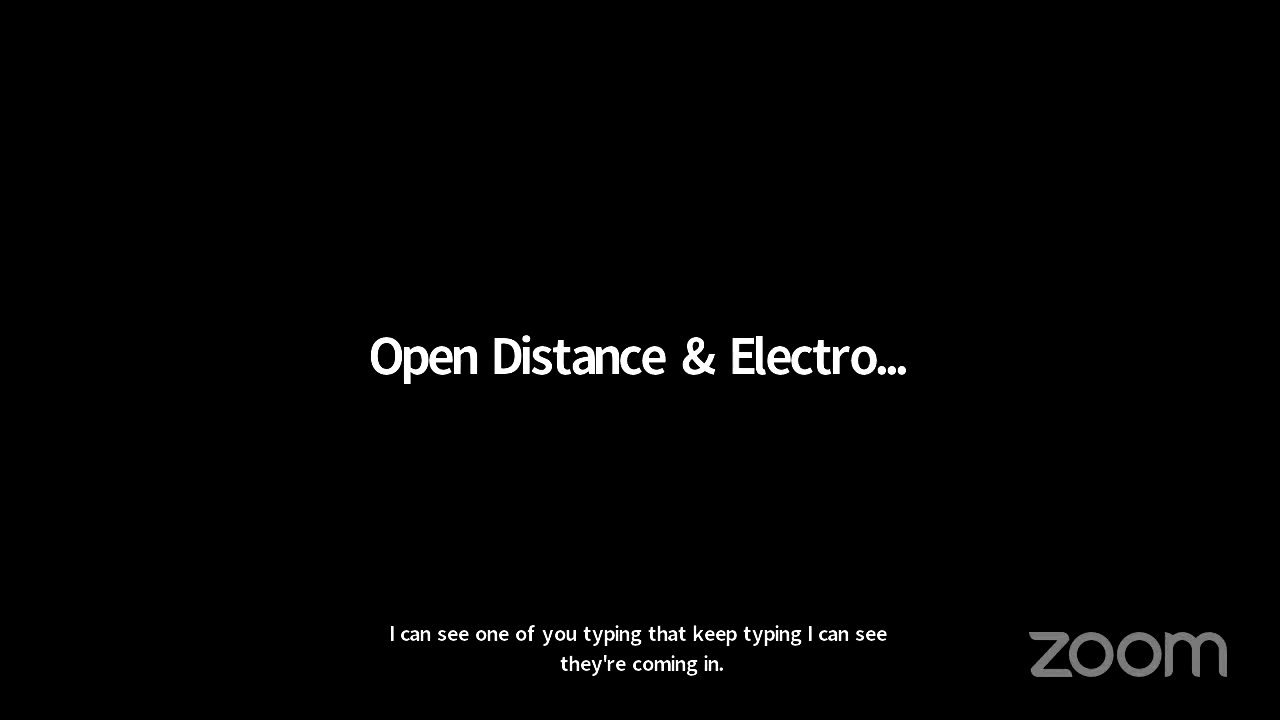 Open Distance & Electro...
I can see one of you typing that keep typing I can see
they're coming in.
zoom